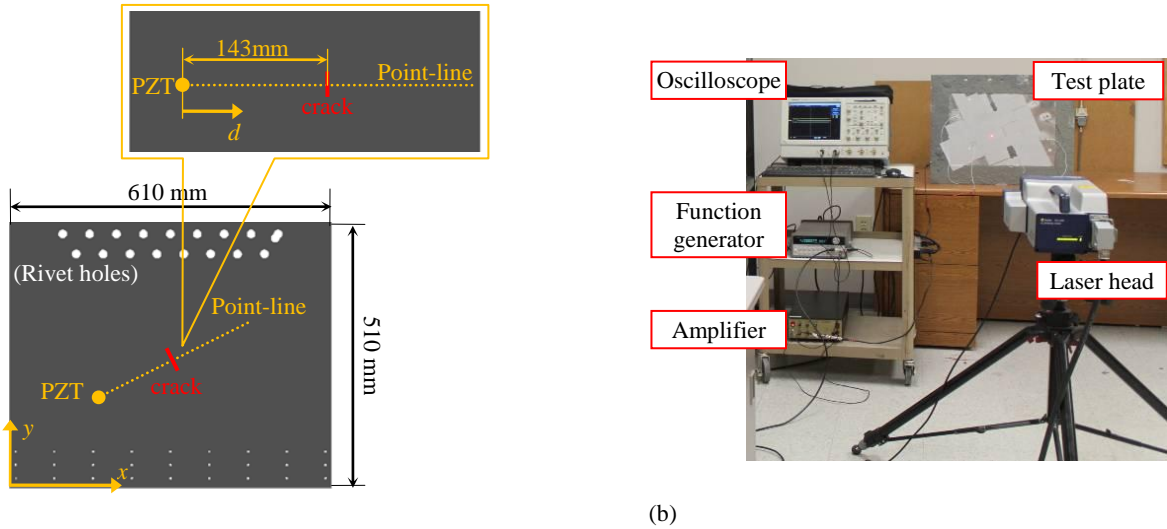 143mm
PZT
Point-line
crack
d
610 mm
(Rivet holes)
Point-line
510 mm
crack
PZT
y
x
Oscilloscope
Test plate
Function
generator
Laser head
Amplifier
(b)